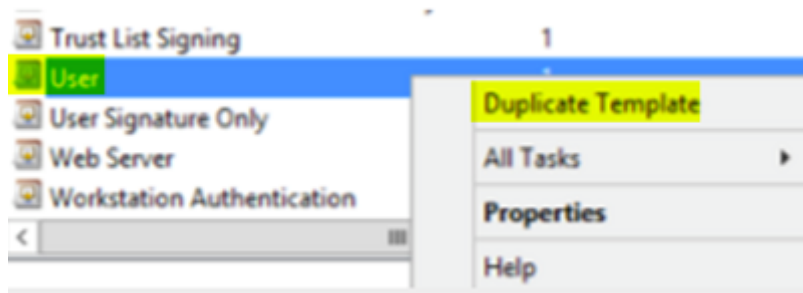 Trust List Signing 1
User
User Signature Only
Web Server
Workstation Authentication
Duplicate Template
All Tasks
Properties
Help